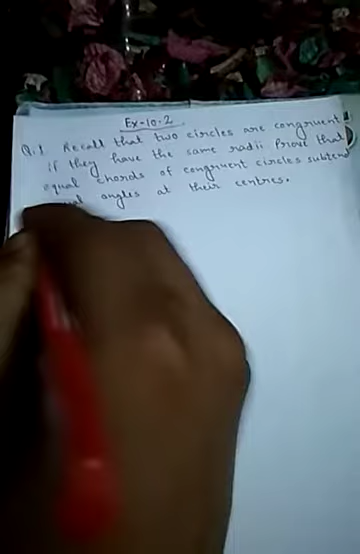 Ex-10.2
Q.1 Recall that two circles are congruent
if they have the same radii. Prove that
equal chords of congruent circles subtend
angles at their centres.